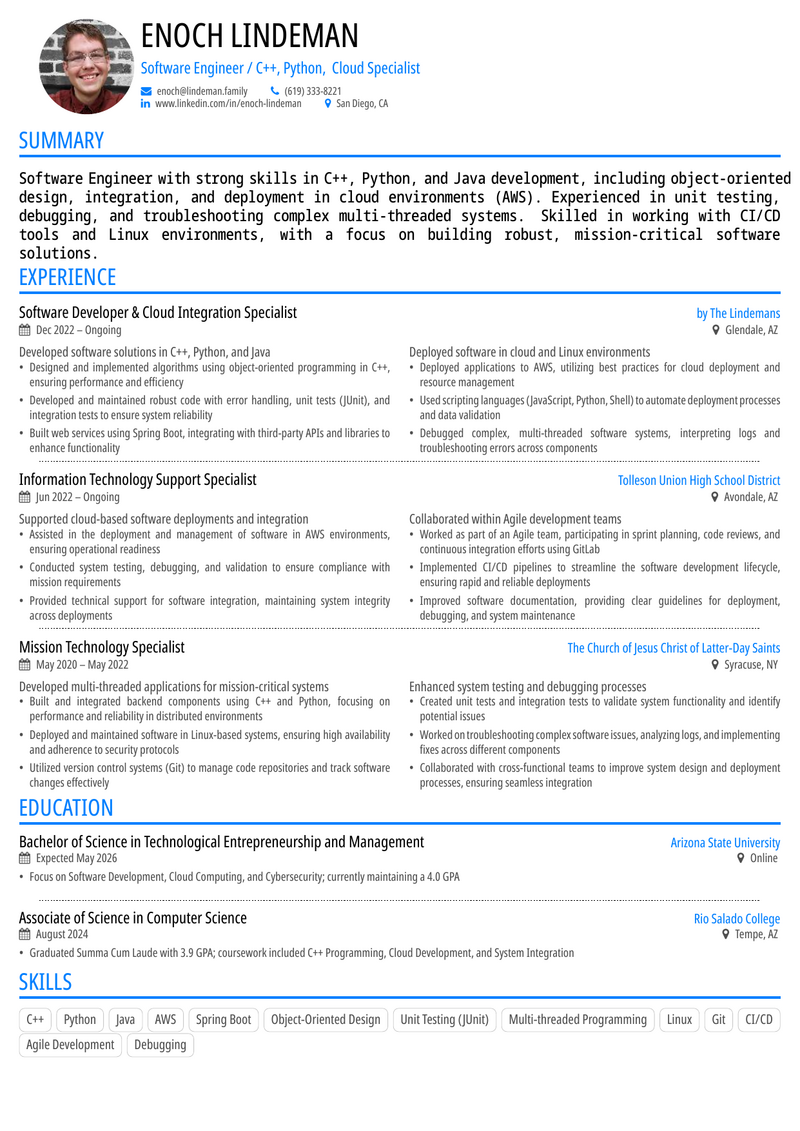 ENOCH LINDEMAN
Software Engineer / C++, Python, Cloud Specialist
enoch@lindeman.family (619) 333-8221
www.linkedin.com/in/enoch-lindeman San Diego, CA
SUMMARY
Software Engineer with strong skills in C++, Python, and Java development, including object-oriented
design, integration, and deployment in cloud environments (AWS). Experienced in unit testing,
debugging, and troubleshooting complex multi-threaded systems. Skilled in working with CI/CD
tools and Linux environments, with a focus on building robust, mission-critical software
solutions.
EXPERIENCE
Software Developer & Cloud Integration Specialist by The Lindemans
Dec 2022 – Ongoing Glendale, AZ
Developed software solutions in C++, Python, and Java
• Designed and implemented algorithms using object-oriented programming in C++,
ensuring performance and efficiency
• Developed and maintained robust code with error handling, unit tests (JUnit), and
integration tests to ensure system reliability
• Built web services using Spring Boot, integrating with third-party APIs and libraries to
enhance functionality
Deployed software in cloud and Linux environments
• Deployed applications to AWS, utilizing best practices for cloud deployment and
resource management
• Used scripting languages (JavaScript, Python, Shell) to automate deployment processes
and data validation
• Debugged complex, multi-threaded software systems, interpreting logs and
troubleshooting errors across components
Information Technology Support Specialist Tolleson Union High School District
Jun 2022 – Ongoing Avondale, AZ
Supported cloud-based software deployments and integration
• Assisted in the deployment and management of software in AWS environments,
ensuring operational readiness
• Conducted system testing, debugging, and validation to ensure compliance with
mission requirements
• Provided technical support for software integration, maintaining system integrity
across deployments
Collaborated within Agile development teams
• Worked as part of an Agile team, participating in sprint planning, code reviews, and
continuous integration efforts using GitLab
• Implemented CI/CD pipelines to streamline the software development lifecycle,
ensuring rapid and reliable deployments
• Improved software documentation, providing clear guidelines for deployment,
debugging, and system maintenance
Mission Technology Specialist The Church of Jesus Christ of Latter-Day Saints
May 2020 – May 2022 Syracuse, NY
Developed multi-threaded applications for mission-critical systems
• Built and integrated backend components using C++ and Python, focusing on
performance and reliability in distributed environments
• Deployed and maintained software in Linux-based systems, ensuring high availability
and adherence to security protocols
• Utilized version control systems (Git) to manage code repositories and track software
changes effectively
Enhanced system testing and debugging processes
• Created unit tests and integration tests to validate system functionality and identify
potential issues
• Worked on troubleshooting complex software issues, analyzing logs, and implementing
fixes across different components
• Collaborated with cross-functional teams to improve system design and deployment
processes, ensuring seamless integration
EDUCATION
Bachelor of Science in Technological Entrepreneurship and Management Arizona State University
Expected May 2026 Online
• Focus on Software Development, Cloud Computing, and Cybersecurity; currently maintaining a 4.0 GPA
Associate of Science in Computer Science Rio Salado College
August 2024 Tempe, AZ
• Graduated Summa Cum Laude with 3.9 GPA; coursework included C++ Programming, Cloud Development, and System Integration
SKILLS
C++ Python Java AWS Spring Boot Object-Oriented Design Unit Testing (JUnit) Multi-threaded Programming Linux Git CI/CD
Agile Development Debugging